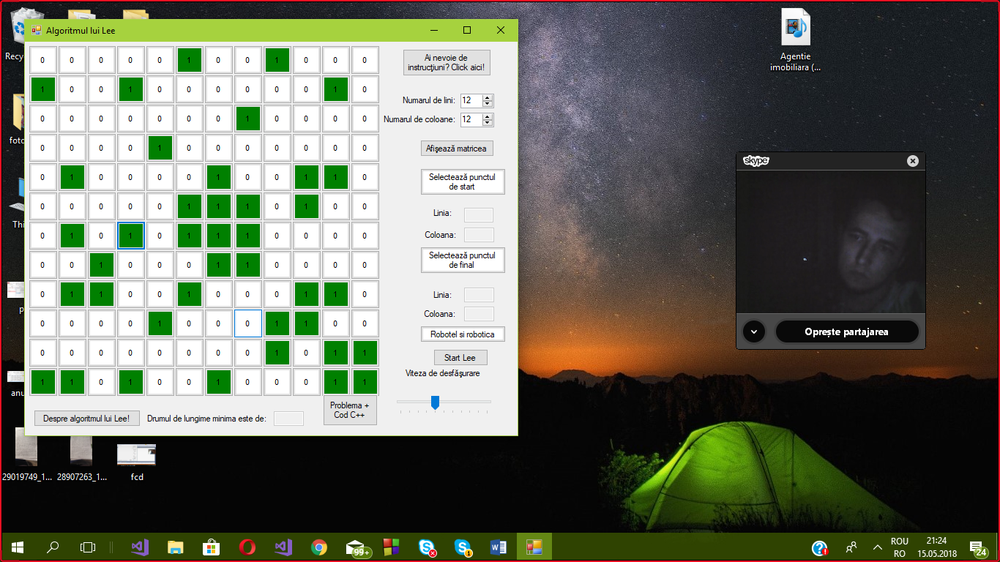 Algoritmul lui Lee
0 0 0 0 0 1 0 0 1 0 0 0
1 0 0 1 0 0 0 0 0 0 1 0
0 0 0 0 0 0 0 1 0 0 0 0
0 0 0 0 1 0 0 0 0 0 0 0
0 1 0 0 0 0 1 0 0 1 1 0
0 0 0 0 0 1 1 1 0 1 0 0
0 1 0 1 0 1 1 1 0 0 0 0
0 0 1 0 0 0 1 1 0 0 0 0
0 1 1 0 0 1 0 0 0 1 1 0
0 0 0 0 1 0 0 0 1 1 0 0
0 0 0 0 0 0 0 0 1 0 1 1
1 1 0 1 0 0 1 0 0 0 1 1
Ai nevoie de
instrucţiuni? Click aici!
Numarul de lini: 12
Numarul de coloane: 12
Afişează matricea
Selectează punctul
de start
Linia:
Coloana:
Selectează punctul
de final
Linia:
Coloana:
Robotel si robotica
Start Lee
Viteza de desfăşurare
Despre algoritmul lui Lee!
Drumul de lungime minima este de:
Problema +
Cod C++
Recy
foto
Thi
p
anu
29019749_1...
28907263_1...
fcd
Agentie
imobiliara (...
skype
Oprește partajarea
99+
1
ROU
RO
21:24
15.05.2018
24